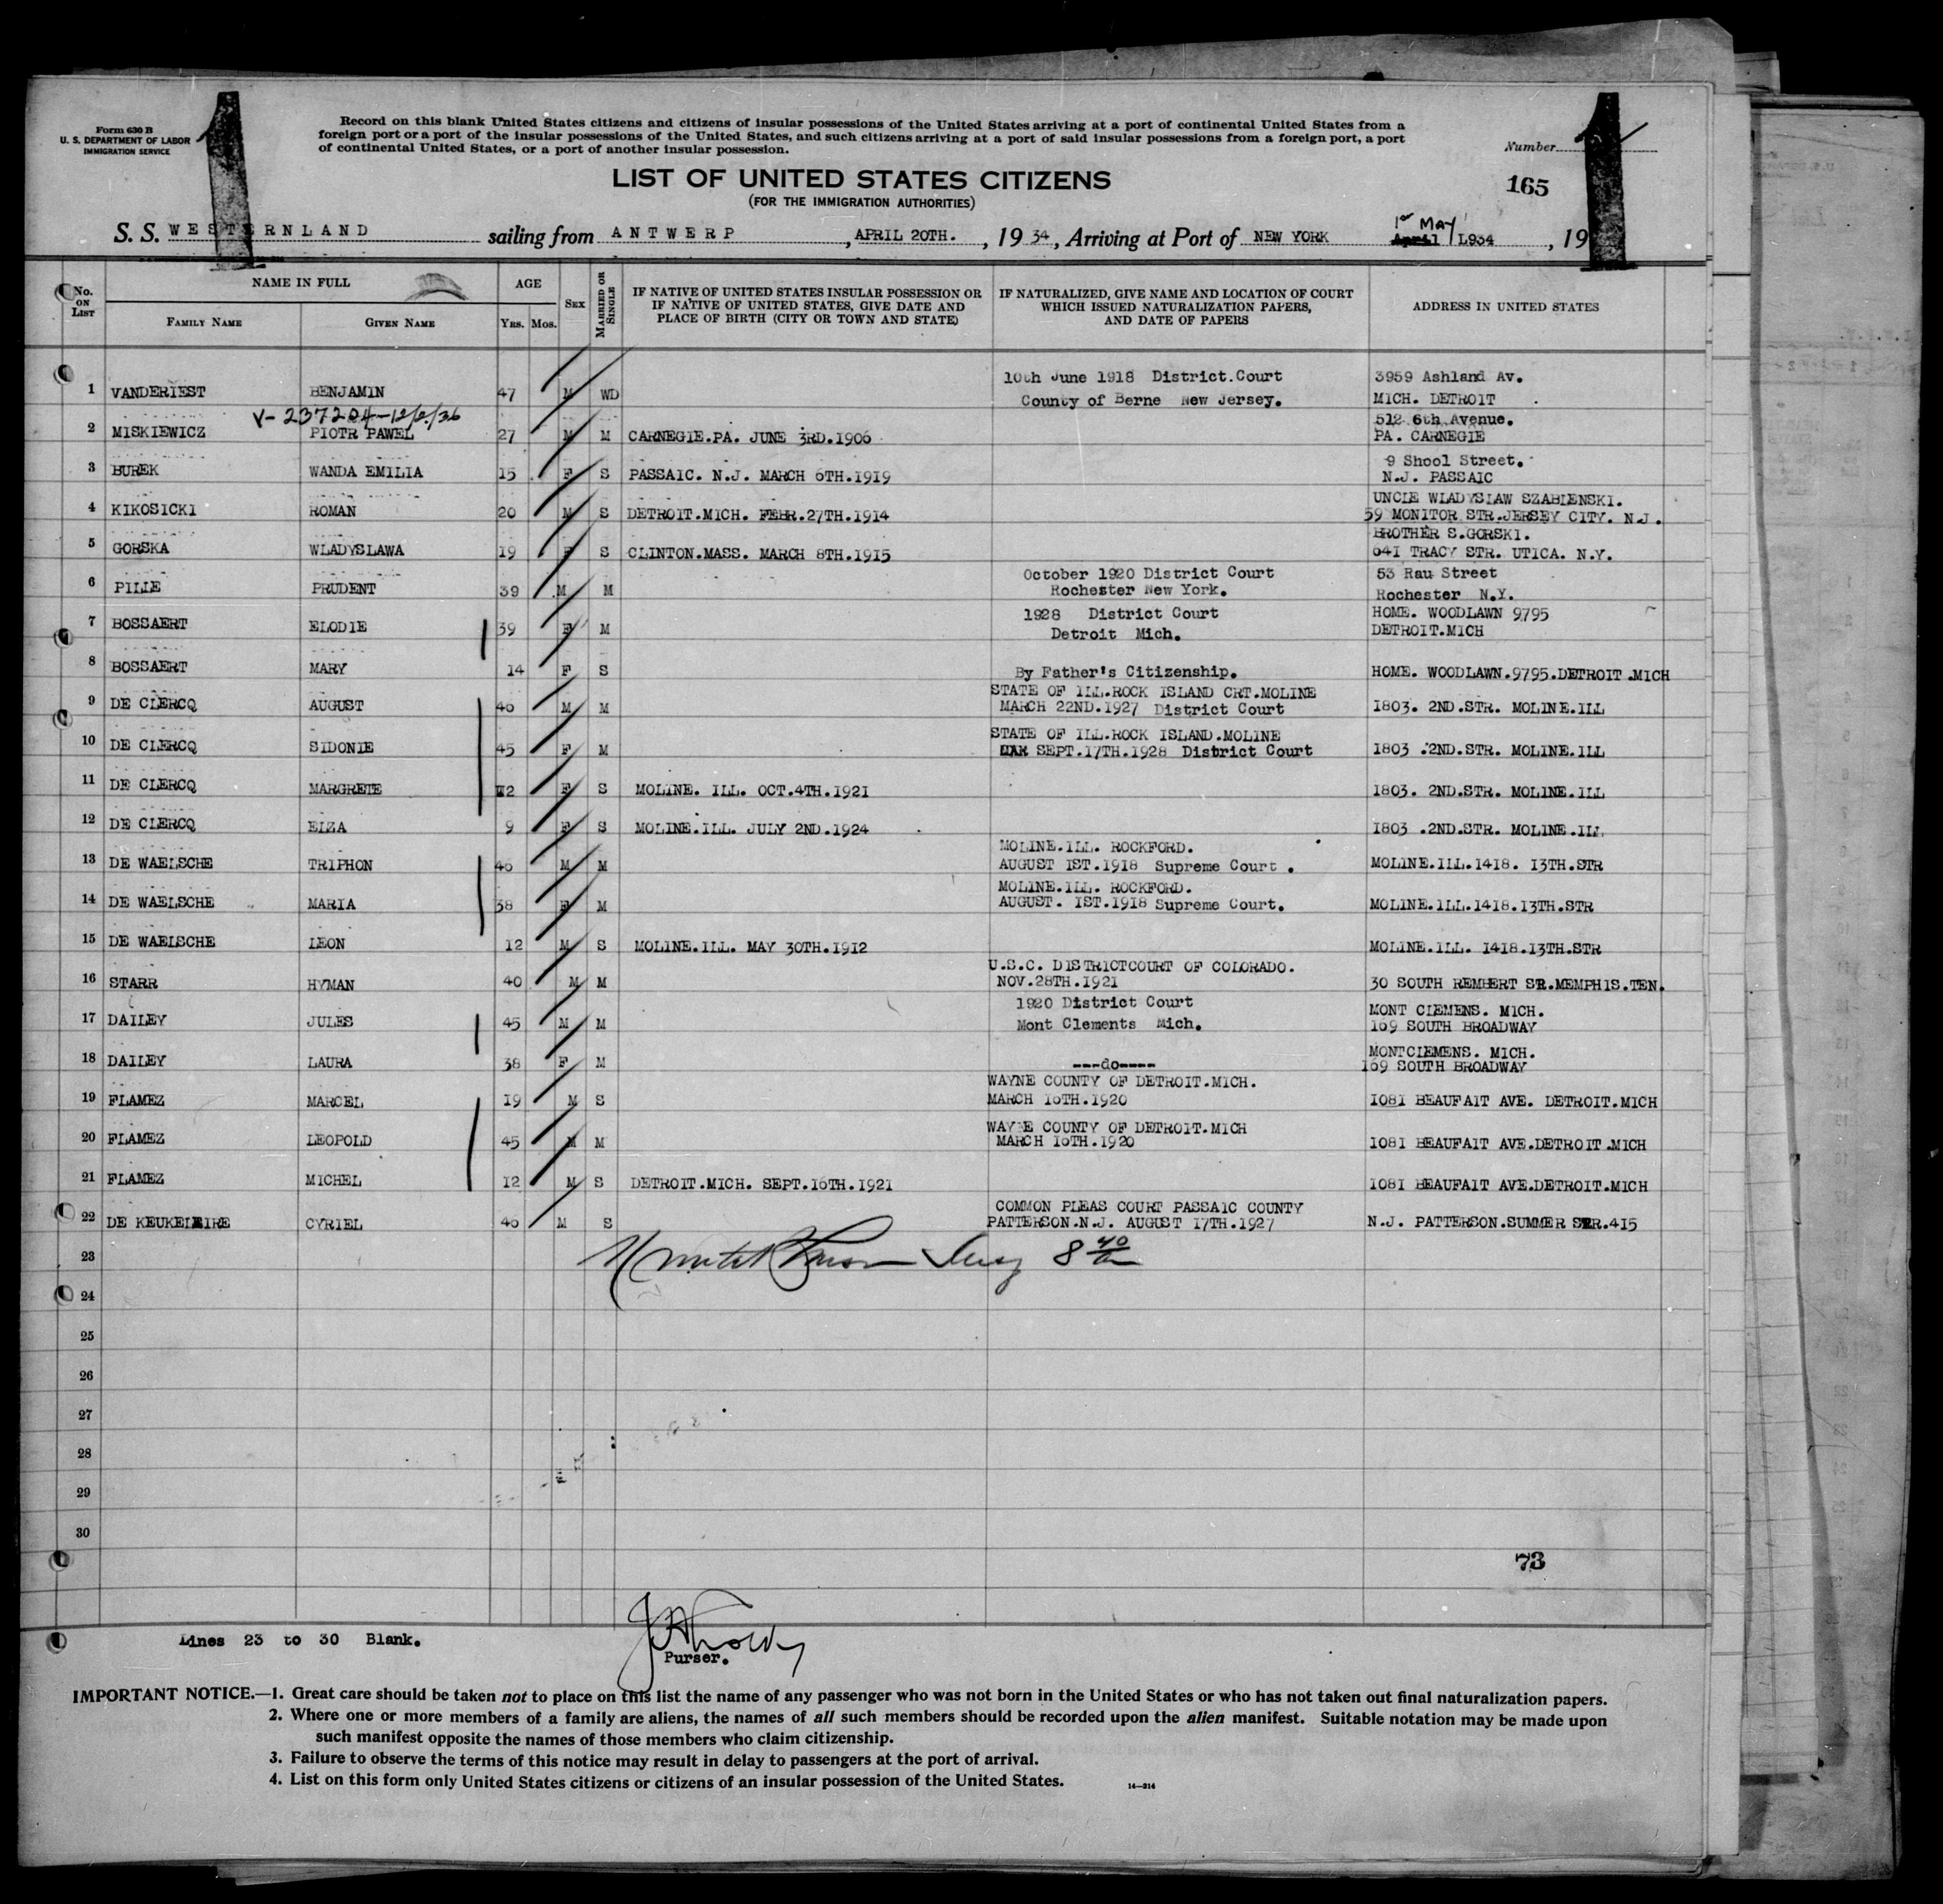 Form 630 B
U. S. DEPARTMENT OF LABOR
IMMIGRATION SERVICE
Record on this blank United States citizens and citizens of insular possessions of the United States arriving at a port of continental United States from a
foreign port or a port of the insular possessions of the United States, and such citizens arriving at a port of said insular possessions from a foreign port, a port
of continental United States, or a port of another insular possession.
Number
1
1
LIST OF UNITED STATES CITIZENS
(FOR THE IMMIGRATION AUTHORITIES)
165
S. S. WESTERNLAND sailing from ANTWERP, APRIL 20TH., 1934, Arriving at Port of NEW YORK 1st MAY April L934, 19
No. ON LIST
NAME IN FULL
FAMILY NAME
GIVEN NAME
AGE
YRS. MOS.
SEX
MARRIED OR SINGLE
IF NATIVE OF UNITED STATES INSULAR POSSESSION OR
IF NATIVE OF UNITED STATES, GIVE DATE AND
PLACE OF BIRTH (CITY OR TOWN AND STATE)
IF NATURALIZED, GIVE NAME AND LOCATION OF COURT
WHICH ISSUED NATURALIZATION PAPERS,
AND DATE OF PAPERS
ADDRESS IN UNITED STATES
10th June 1918 District.Court 3959 Ashland Av.
1 VANDERIEST BENJAMIN 47 M WD County of Berne New Jersey. MICH. DETROIT
V-237204-12/2/36
512 6th Avenue.
2 MISKIEWICZ PIOTR PAWEL 27 M M CARNEGIE.PA. JUNE 3RD.1906 PA. CARNEGIE
9 Shool Street.
3 BUREK WANDA EMILIA 15 F S PASSAIC. N.J. MARCH 6TH.1919 N.J. PASSAIC
UNCLE WLADYSIAW SZABIENSKI.
4 KIKOSICKI ROMAN 20 M S DETROIT.MICH. FEBR.27TH.1914 59 MONITOR STR.JERSEY CITY. N.J.
BROTHER S.GORSKI.
5 GORSKA WLADYSLAWA 19 F S CLINTON.MASS. MARCH 8TH.1915 641 TRACY STR. UTICA. N.Y.
October 1920 District Court 53 Rau Street
6 PILLE PRUDENT 39 M M Rochester New York. Rochester N.Y.
1928 District Court HOME. WOODLAWN 9795
7 BOSSAERT ELODIE 39 F M Detroit Mich. DETROIT.MICH
8 BOSSAERT MARY 14 F S By Father's Citizenship. HOME. WOODLAWN.9795.DETROIT.MICH
STATE OF ILL.ROCK ISLAND CRT.MOLINE
9 DE CLERCQ AUGUST 46 M M MARCH 22ND.1927 District Court 1803. 2ND.STR. MOLINE.ILL
STATE OF ILL.ROCK ISLAND.MOLINE
10 DE CLERCQ SIDONIE 45 F M SEPT.17TH.1928 District Court 1803 .2ND.STR. MOLINE.ILL
11 DE CLERCQ MARGRETE 12 F S MOLINE. ILL. OCT.4TH.1921 1803. 2ND.STR. MOLINE.ILL
12 DE CLERCQ ELZA 9 F S MOLINE.ILL. JULY 2ND.1924 1803 .2ND.STR. MOLINE.ILL
MOLINE.ILL. ROCKFORD.
13 DE WAELSCHE TRIPHON 46 M M AUGUST 1ST.1918 Supreme Court . MOLINE.ILL.1418. 13TH.STR
MOLINE.ILL. ROCKFORD.
14 DE WAELSCHE MARIA 38 F M AUGUST. 1ST.1918 Supreme Court. MOLINE.ILL.1418.13TH.STR
15 DE WAELSCHE LEON 12 M S MOLINE.ILL. MAY 30TH.1912 MOLINE.ILL. 1418.13TH.STR
U.S.C. DISTRICTCOURT OF COLORADO.
16 STARR HYMAN 40 M M NOV.28TH.1921 30 SOUTH REMBERT STR.MEMPHIS.TEN.
1920 District Court MONT CLEMENS. MICH.
17 DAILEY JULES 45 M M Mont Clements Mich. 169 SOUTH BROADWAY
MONTCLEMENS. MICH.
18 DAILEY LAURA 38 F M ---do---- 169 SOUTH BROADWAY
WAYNE COUNTY OF DETROIT.MICH.
19 FLAMEZ MARCEL 19 M S MARCH 16TH.1920 1081 BEAUFAIT AVE. DETROIT.MICH
WAYNE COUNTY OF DETROIT.MICH
20 FLAMEZ LEOPOLD 45 M M MARCH 16TH.1920 1081 BEAUFAIT AVE.DETROIT.MICH
21 FLAMEZ MICHEL 12 M S DETROIT.MICH. SEPT.16TH.1921 1081 BEAUFAIT AVE.DETROIT.MICH
COMMON PLEAS COURT PASSAIC COUNTY
22 DE KEUKELEIRE CYRIEL 46 M S PATTERSON.N.J. AUGUST 17TH.1927 N.J. PATTERSON.SUMMER STR.415
23
8 40
24
25
26
27
28
29
30
73
Lines 23 to 30 Blank.
Purser.
IMPORTANT NOTICE.—1. Great care should be taken not to place on this list the name of any passenger who was not born in the United States or who has not taken out final naturalization papers.
2. Where one or more members of a family are aliens, the names of all such members should be recorded upon the alien manifest. Suitable notation may be made upon
such manifest opposite the names of those members who claim citizenship.
3. Failure to observe the terms of this notice may result in delay to passengers at the port of arrival.
4. List on this form only United States citizens or citizens of an insular possession of the United States.
14—214